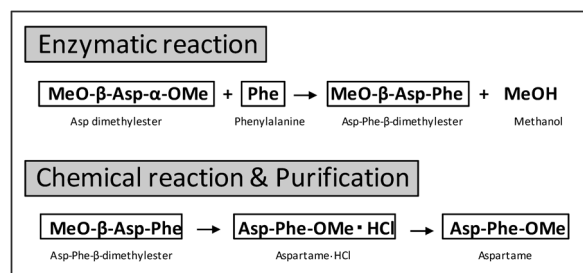 Enzymatic reaction
MeO-β-Asp-α-OMe + Phe → MeO-β-Asp-Phe + MeOH
Asp dimethylester Phenylalanine Asp-Phe-β-dimethylester Methanol
Chemical reaction & Purification
MeO-β-Asp-Phe → Asp-Phe-OMe・HCl → Asp-Phe-OMe
Asp-Phe-β-dimethylester Aspartame·HCl Aspartame